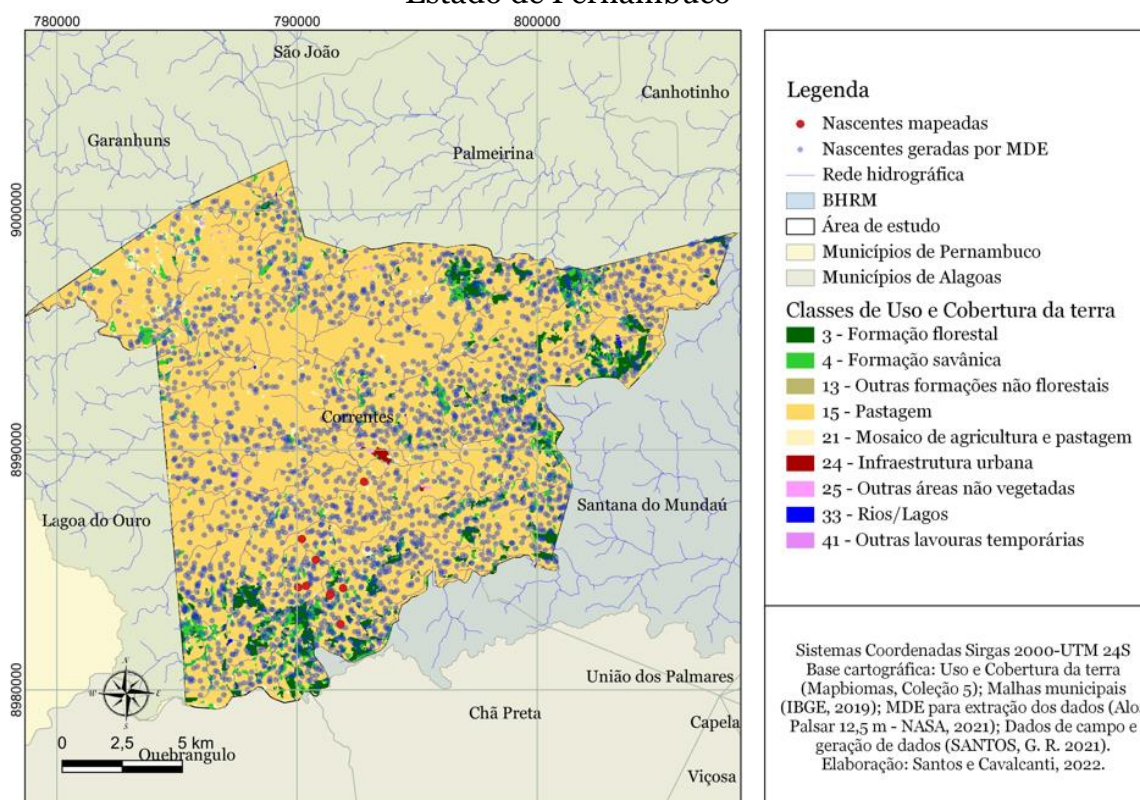 Estado de Pernambuco
780000
790000
800000
9000000
8990000
8980000
São João
Canhotinho
Garanhuns
Palmeirina
Correntes
Santana do Mundaú
Lagoa do Ouro
União dos Palmares
Chã Preta
Capela
Viçosa
Quebrangulo
N
W
E
S
0 2,5 5 km
Legenda
Nascentes mapeadas
Nascentes geradas por MDE
Rede hidrográfica
BHRM
Área de estudo
Municípios de Pernambuco
Municípios de Alagoas
Classes de Uso e Cobertura da terra
3 - Formação florestal
4 - Formação savânica
13 - Outras formações não florestais
15 - Pastagem
21 - Mosaico de agricultura e pastagem
24 - Infraestrutura urbana
25 - Outras áreas não vegetadas
33 - Rios/Lagos
41 - Outras lavouras temporárias
Sistemas Coordenadas Sirgas 2000-UTM 24S
Base cartográfica: Uso e Cobertura da terra
(Mapbiomas, Coleção 5); Malhas municipais
(IBGE, 2019); MDE para extração dos dados (Alos
Palsar 12,5 m - NASA, 2021); Dados de campo e
geração de dados (SANTOS, G. R. 2021).
Elaboração: Santos e Cavalcanti, 2022.